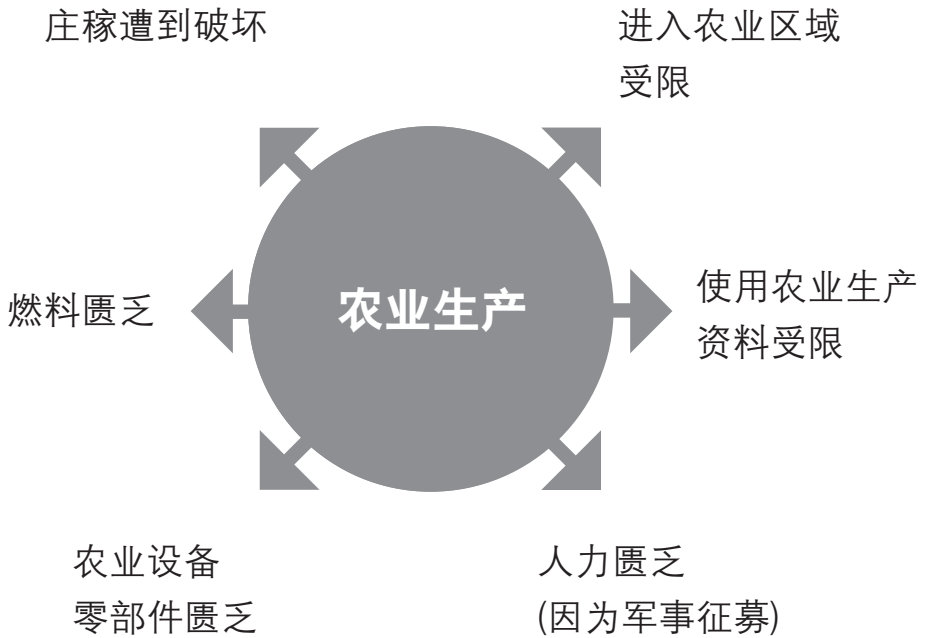 庄稼遭到破坏
进入农业区域
受限
燃料匮乏
农业生产
使用农业生产
资料受限
农业设备
零部件匮乏
人力匮乏
(因为军事征募)